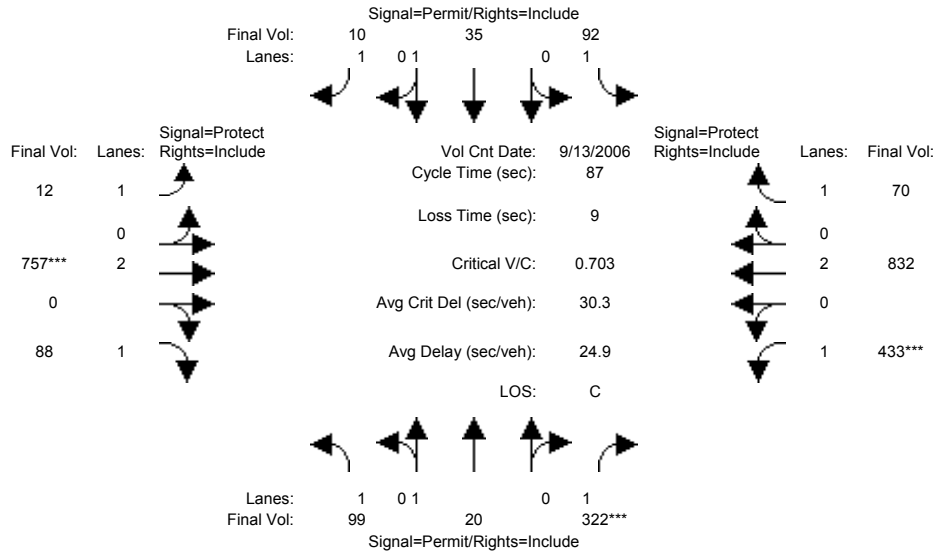 Signal=Permit/Rights=Include
Final Vol: 10 35 92
Lanes: 1 0 1 0 1
Signal=Protect Signal=Protect
Final Vol: Lanes: Rights=Include Vol Cnt Date: 9/13/2006 Rights=Include Lanes: Final Vol:
Cycle Time (sec): 87
12 1 1 70
Loss Time (sec): 9
0 0
757*** 2 Critical V/C: 0.703 2 832
0 Avg Crit Del (sec/veh): 30.3 0
88 1 Avg Delay (sec/veh): 24.9 1 433***
LOS: C
Lanes: 1 0 1 0 1
Final Vol: 99 20 322***
Signal=Permit/Rights=Include